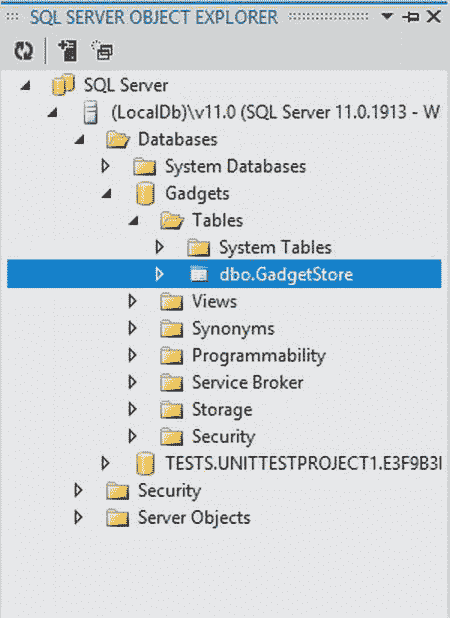 SQL SERVER OBJECT EXPLORER
SQL Server
(LocalDb)\v11.0 (SQL Server 11.0.1913 - W
Databases
System Databases
Gadgets
Tables
System Tables
dbo.GadgetStore
Views
Synonyms
Programmability
Service Broker
Storage
Security
TESTS.UNITTESTPROJECT1.E3F9B3I
Security
Server Objects